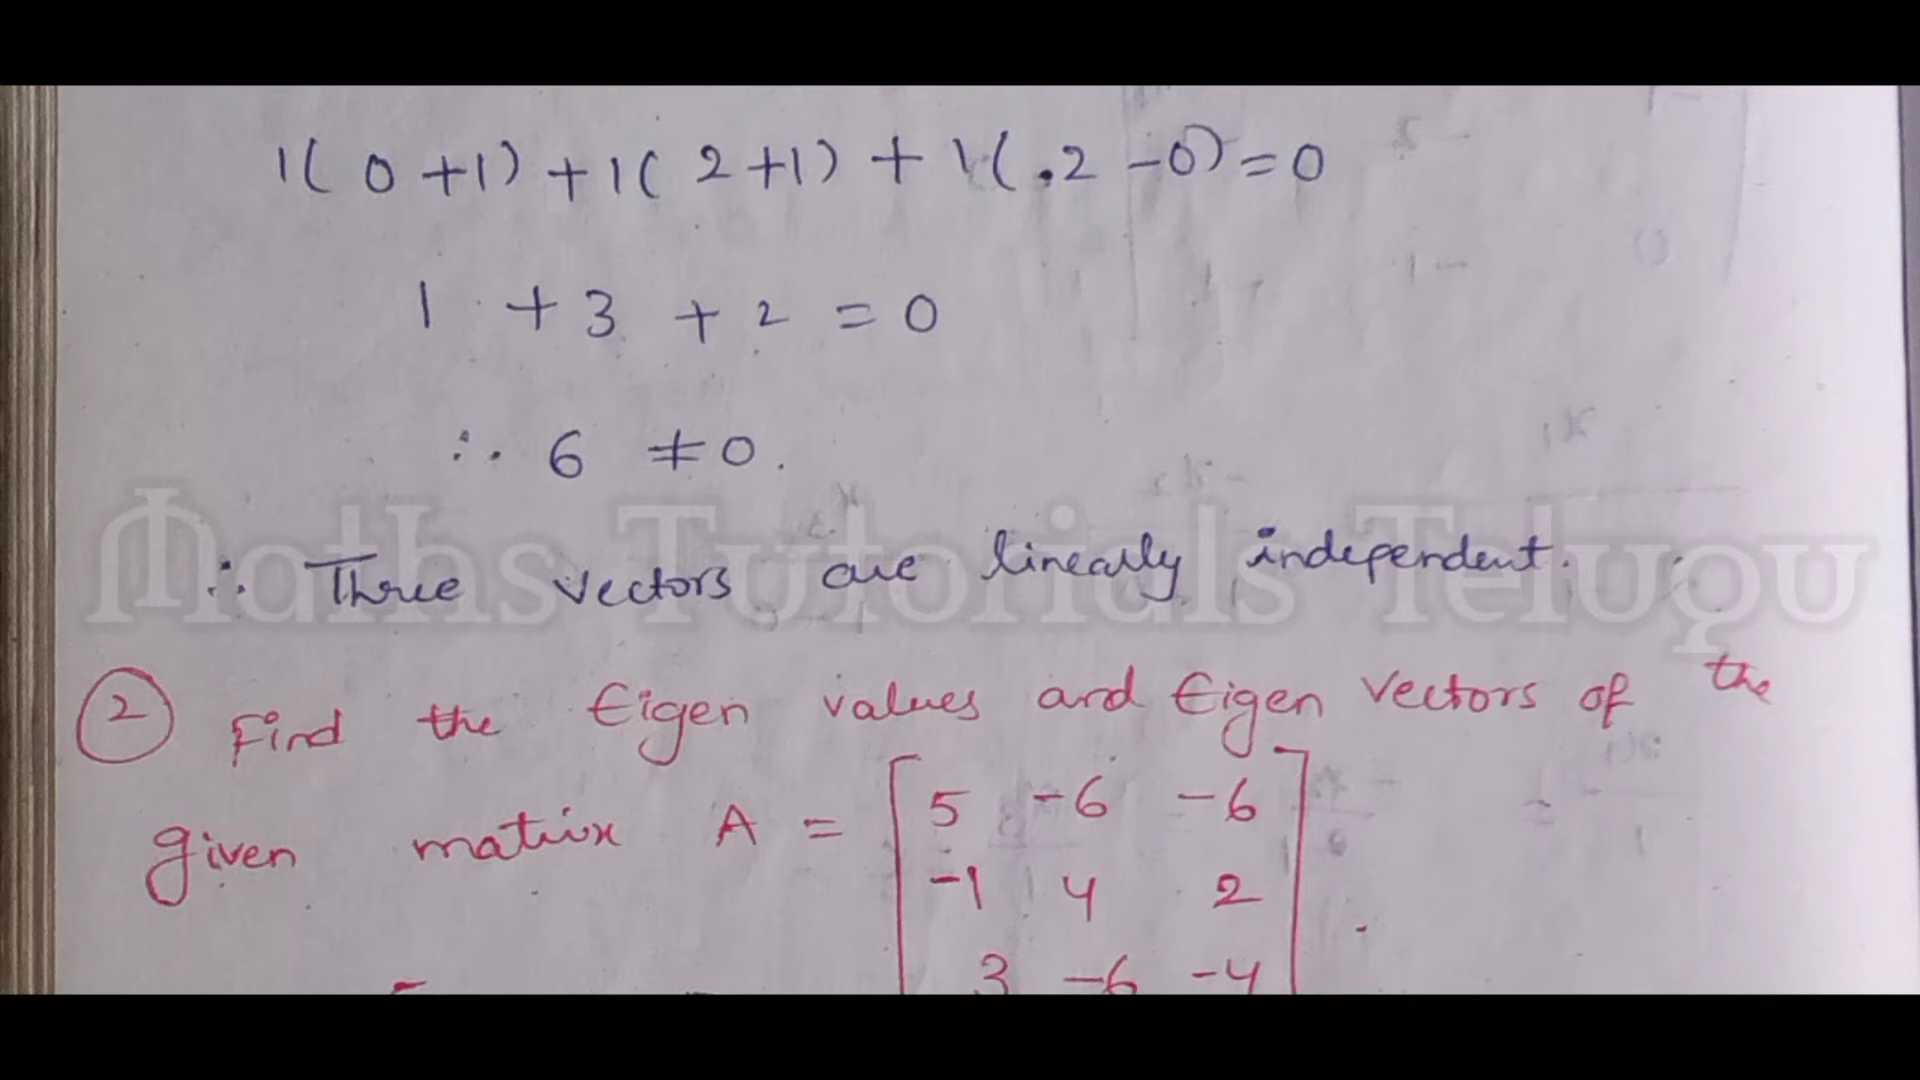 1(0+1)+1(2+1)+1(.2-0)=0
1 + 3 + 2 = 0
∴ 6 ≠ 0.
Maths Tutorials Telugu
∴ Three vectors are linearly independent.
② Find the Eigen values and Eigen vectors of the
given matrix A = [5 -6 -6
-1 4 2
3 -6 -4].